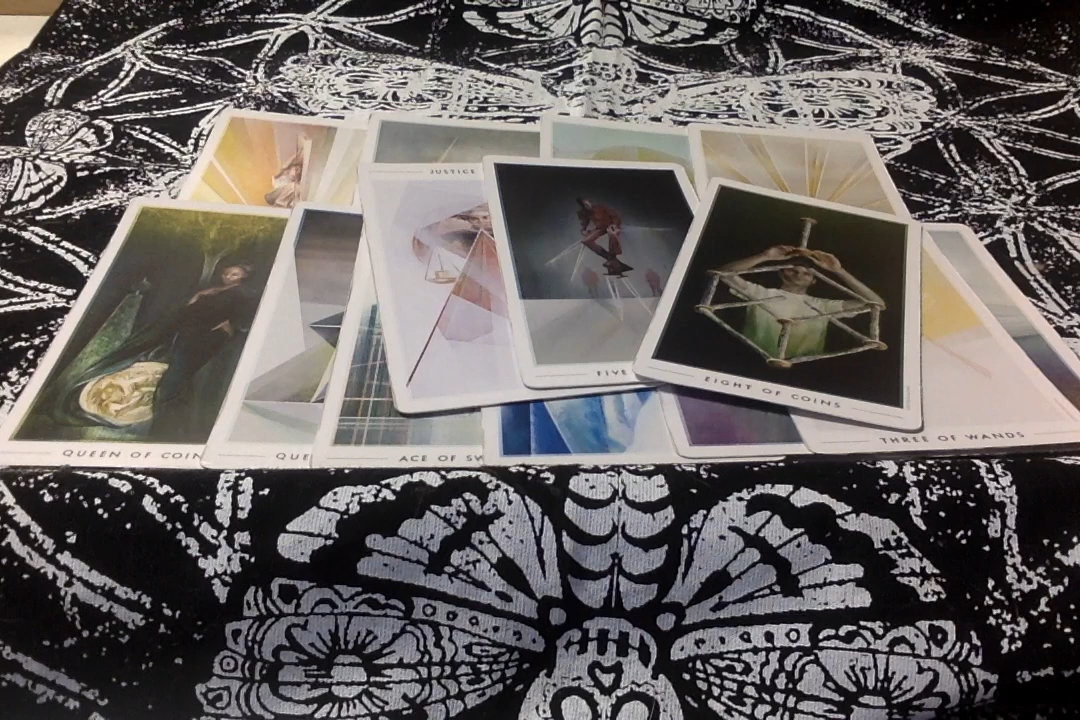 JUSTICE
FIVE
EIGHT OF COINS
QUEEN OF COIN
QUE
ACE OF SW
THREE OF WANDS